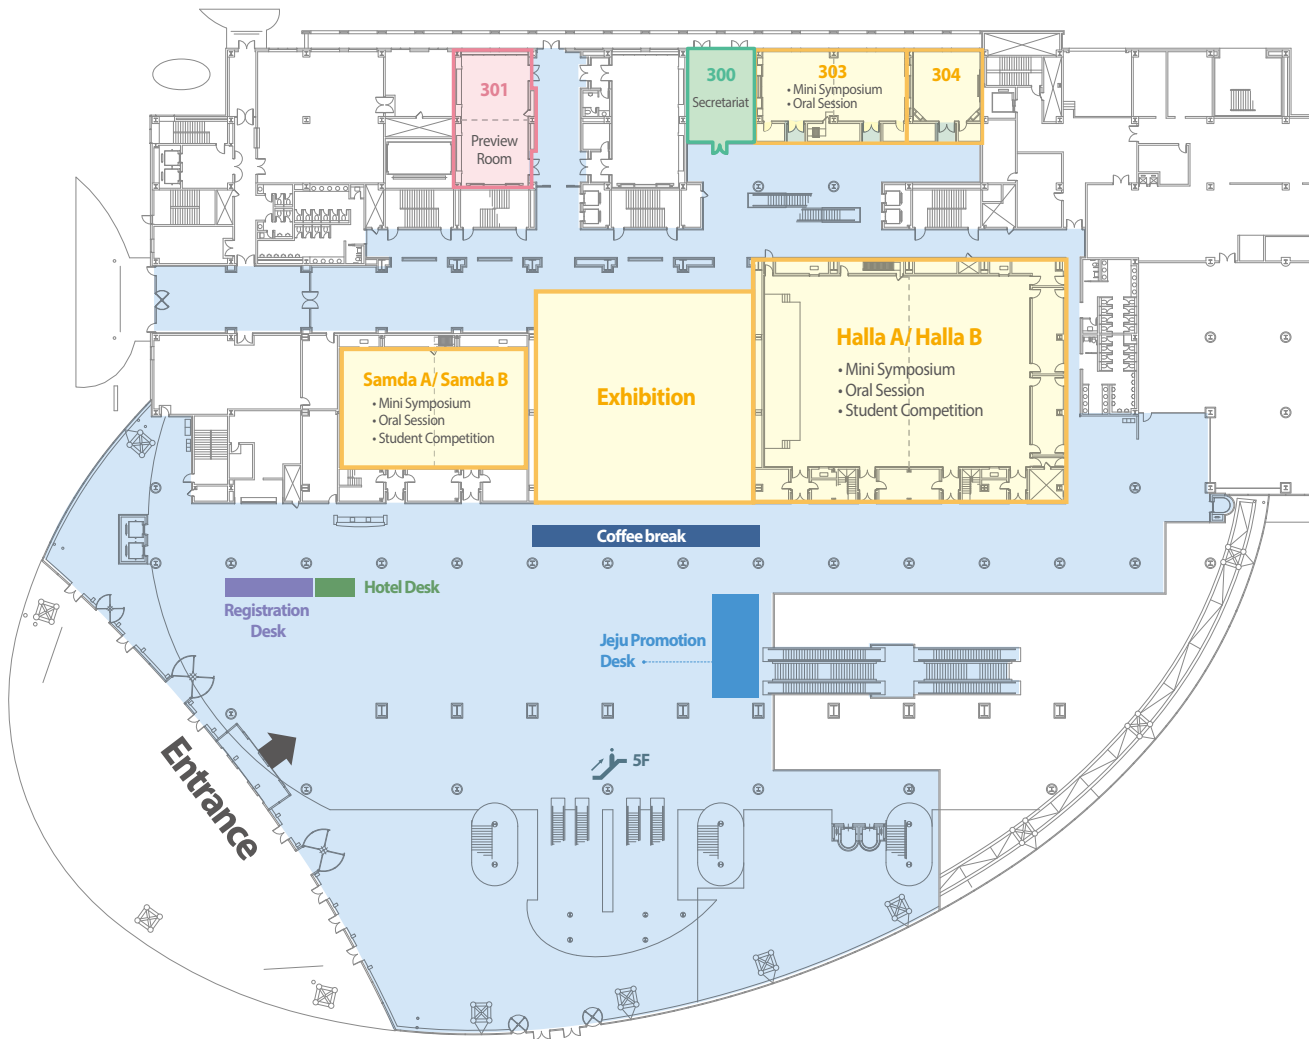 301
Preview
Room
300
Secretariat
303
• Mini Symposium
• Oral Session
304
Samda A/ Samda B
• Mini Symposium
• Oral Session
• Student Competition
Exhibition
Halla A/ Halla B
• Mini Symposium
• Oral Session
• Student Competition
Coffee break
Registration
Desk
Hotel Desk
Jeju Promotion
Desk
Entrance
5F